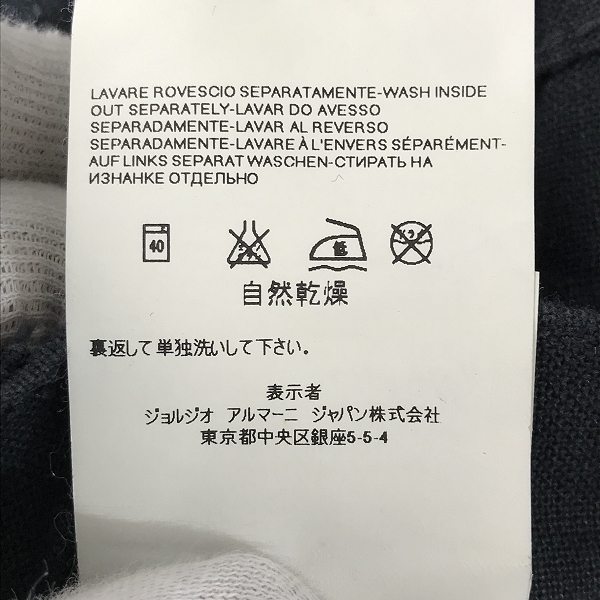 LAVARE ROVESCIO SEPARATAMENTE-WASH INSIDE
OUT SEPARATELY-LAVAR DO AVESSO
SEPARADAMENTE-LAVAR AL REVERSO
SEPARADAMENTE-LAVARE À L'ENVERS SÉPARÉMENT-
AUF LINKS SEPARAT WASCHEN-СТИРАТЬ НА
ИЗНАНКЕ ОТДЕЛЬНО
40 低
自然乾燥
裏返して単独洗いして下さい。
表示者
ジョルジオ アルマーニ ジャパン株式会社
東京都中央区銀座5-5-4